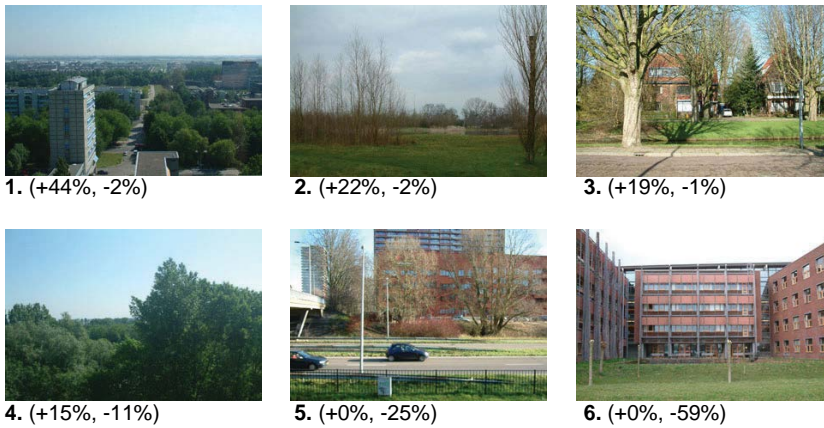 1. (+44%, -2%)
2. (+22%, -2%)
3. (+19%, -1%)
4. (+15%, -11%)
5. (+0%, -25%)
6. (+0%, -59%)